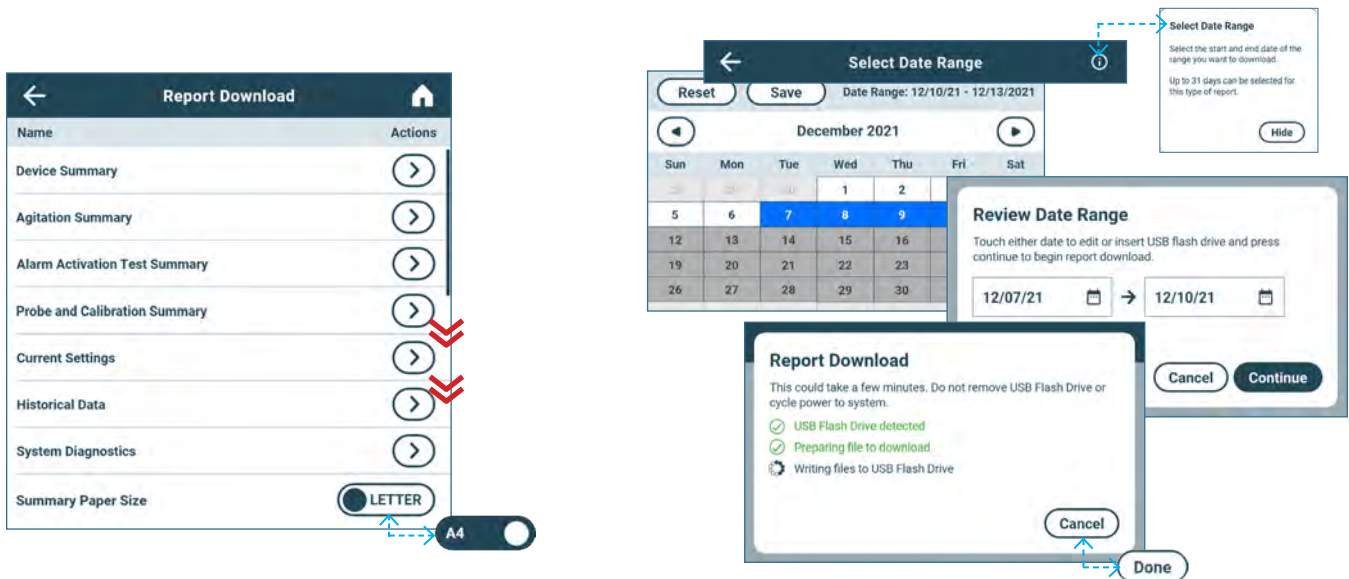 Report Download
Name Actions
Device Summary
Agitation Summary
Alarm Activation Test Summary
Probe and Calibration Summary
Current Settings
Historical Data
System Diagnostics
Summary Paper Size LETTER
A4
Select Date Range
Reset Save Date Range: 12/10/21 - 12/13/2021
December 2021
Sun Mon Tue Wed Thu Fri Sat
1 2
5 6 7 8 9
12 13 14 15 16
19 20 21 22 23
26 27 28 29 30
Select Date Range
Select the start and end date of the
range you want to download.
Up to 31 days can be selected for
this type of report.
Hide
Review Date Range
Touch either date to edit or insert USB flash drive and press
continue to begin report download.
12/07/21 12/10/21
Cancel Continue
Report Download
This could take a few minutes. Do not remove USB Flash Drive or
cycle power to system.
USB Flash Drive detected
Preparing file to download
Writing files to USB Flash Drive
Cancel
Done